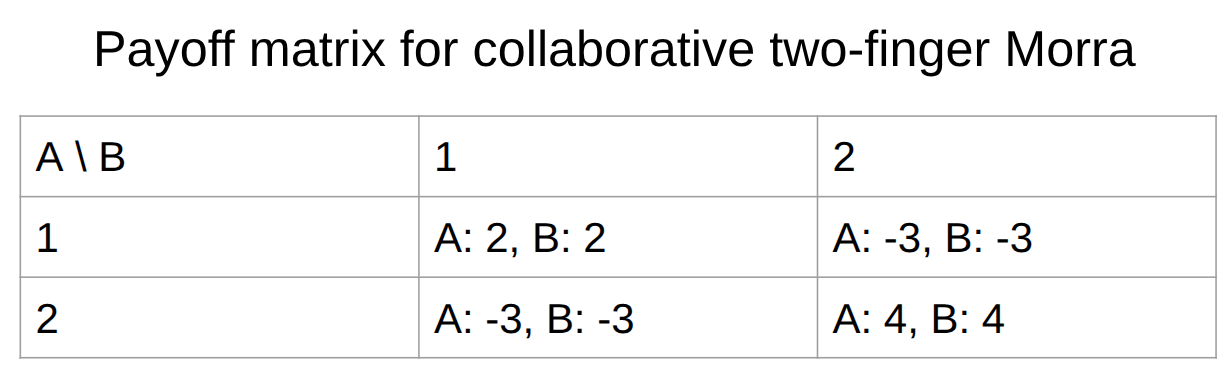 Payoff matrix for collaborative two-finger Morra
A \ B 1 2
1 A: 2, B: 2 A: -3, B: -3
2 A: -3, B: -3 A: 4, B: 4